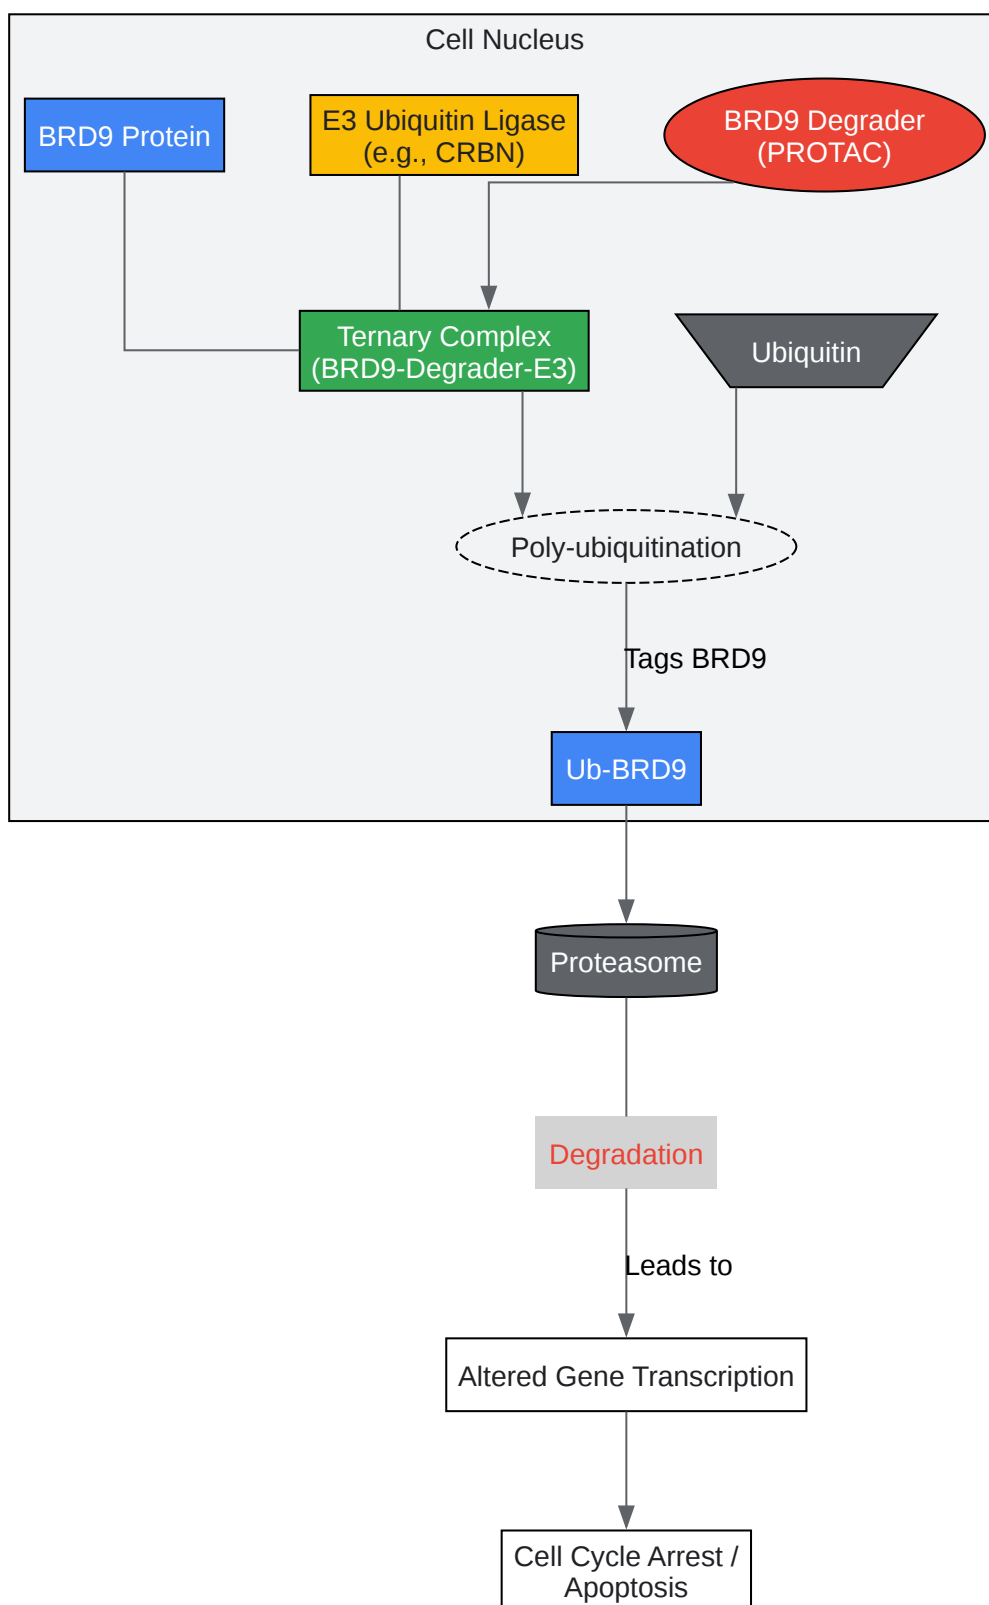 Cell Nucleus
BRD9 Protein
E3 Ubiquitin Ligase
(e.g., CRBN)
BRD9 Degrader
(PROTAC)
Ternary Complex
(BRD9-Degrader-E3)
Ubiquitin
Poly-ubiquitination
Tags BRD9
Ub-BRD9
Proteasome
Degradation
Leads to
Altered Gene Transcription
Cell Cycle Arrest /
Apoptosis